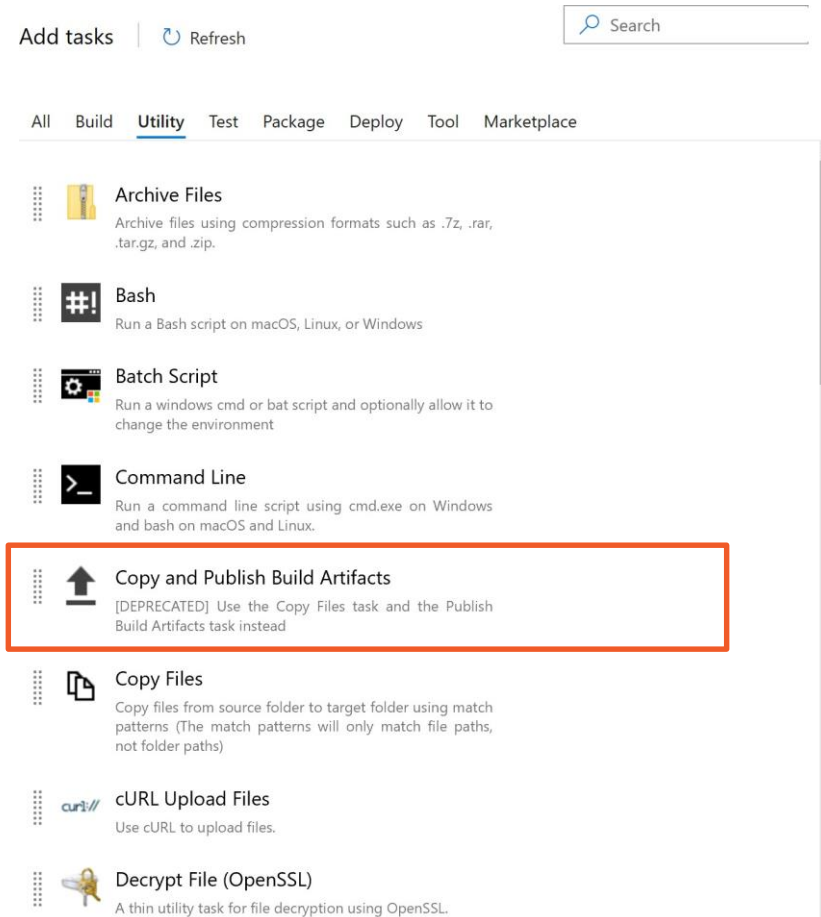 Add tasks
Refresh
Search
All Build Utility Test Package Deploy Tool Marketplace
Archive Files
Archive files using compression formats such as .7z, .rar,
.tar.gz, and .zip.
#!
Bash
Run a Bash script on macOS, Linux, or Windows
Batch Script
Run a windows cmd or bat script and optionally allow it to
change the environment
>_
Command Line
Run a command line script using cmd.exe on Windows
and bash on macOS and Linux.
Copy and Publish Build Artifacts
[DEPRECATED] Use the Copy Files task and the Publish
Build Artifacts task instead
Copy Files
Copy files from source folder to target folder using match
patterns (The match patterns will only match file paths,
not folder paths)
curl://
cURL Upload Files
Use cURL to upload files.
Decrypt File (OpenSSL)
A thin utility task for file decryption using OpenSSL.